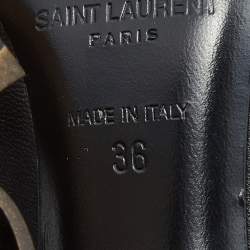 SAINT LAURENT
PARIS
MADE IN ITALY
36